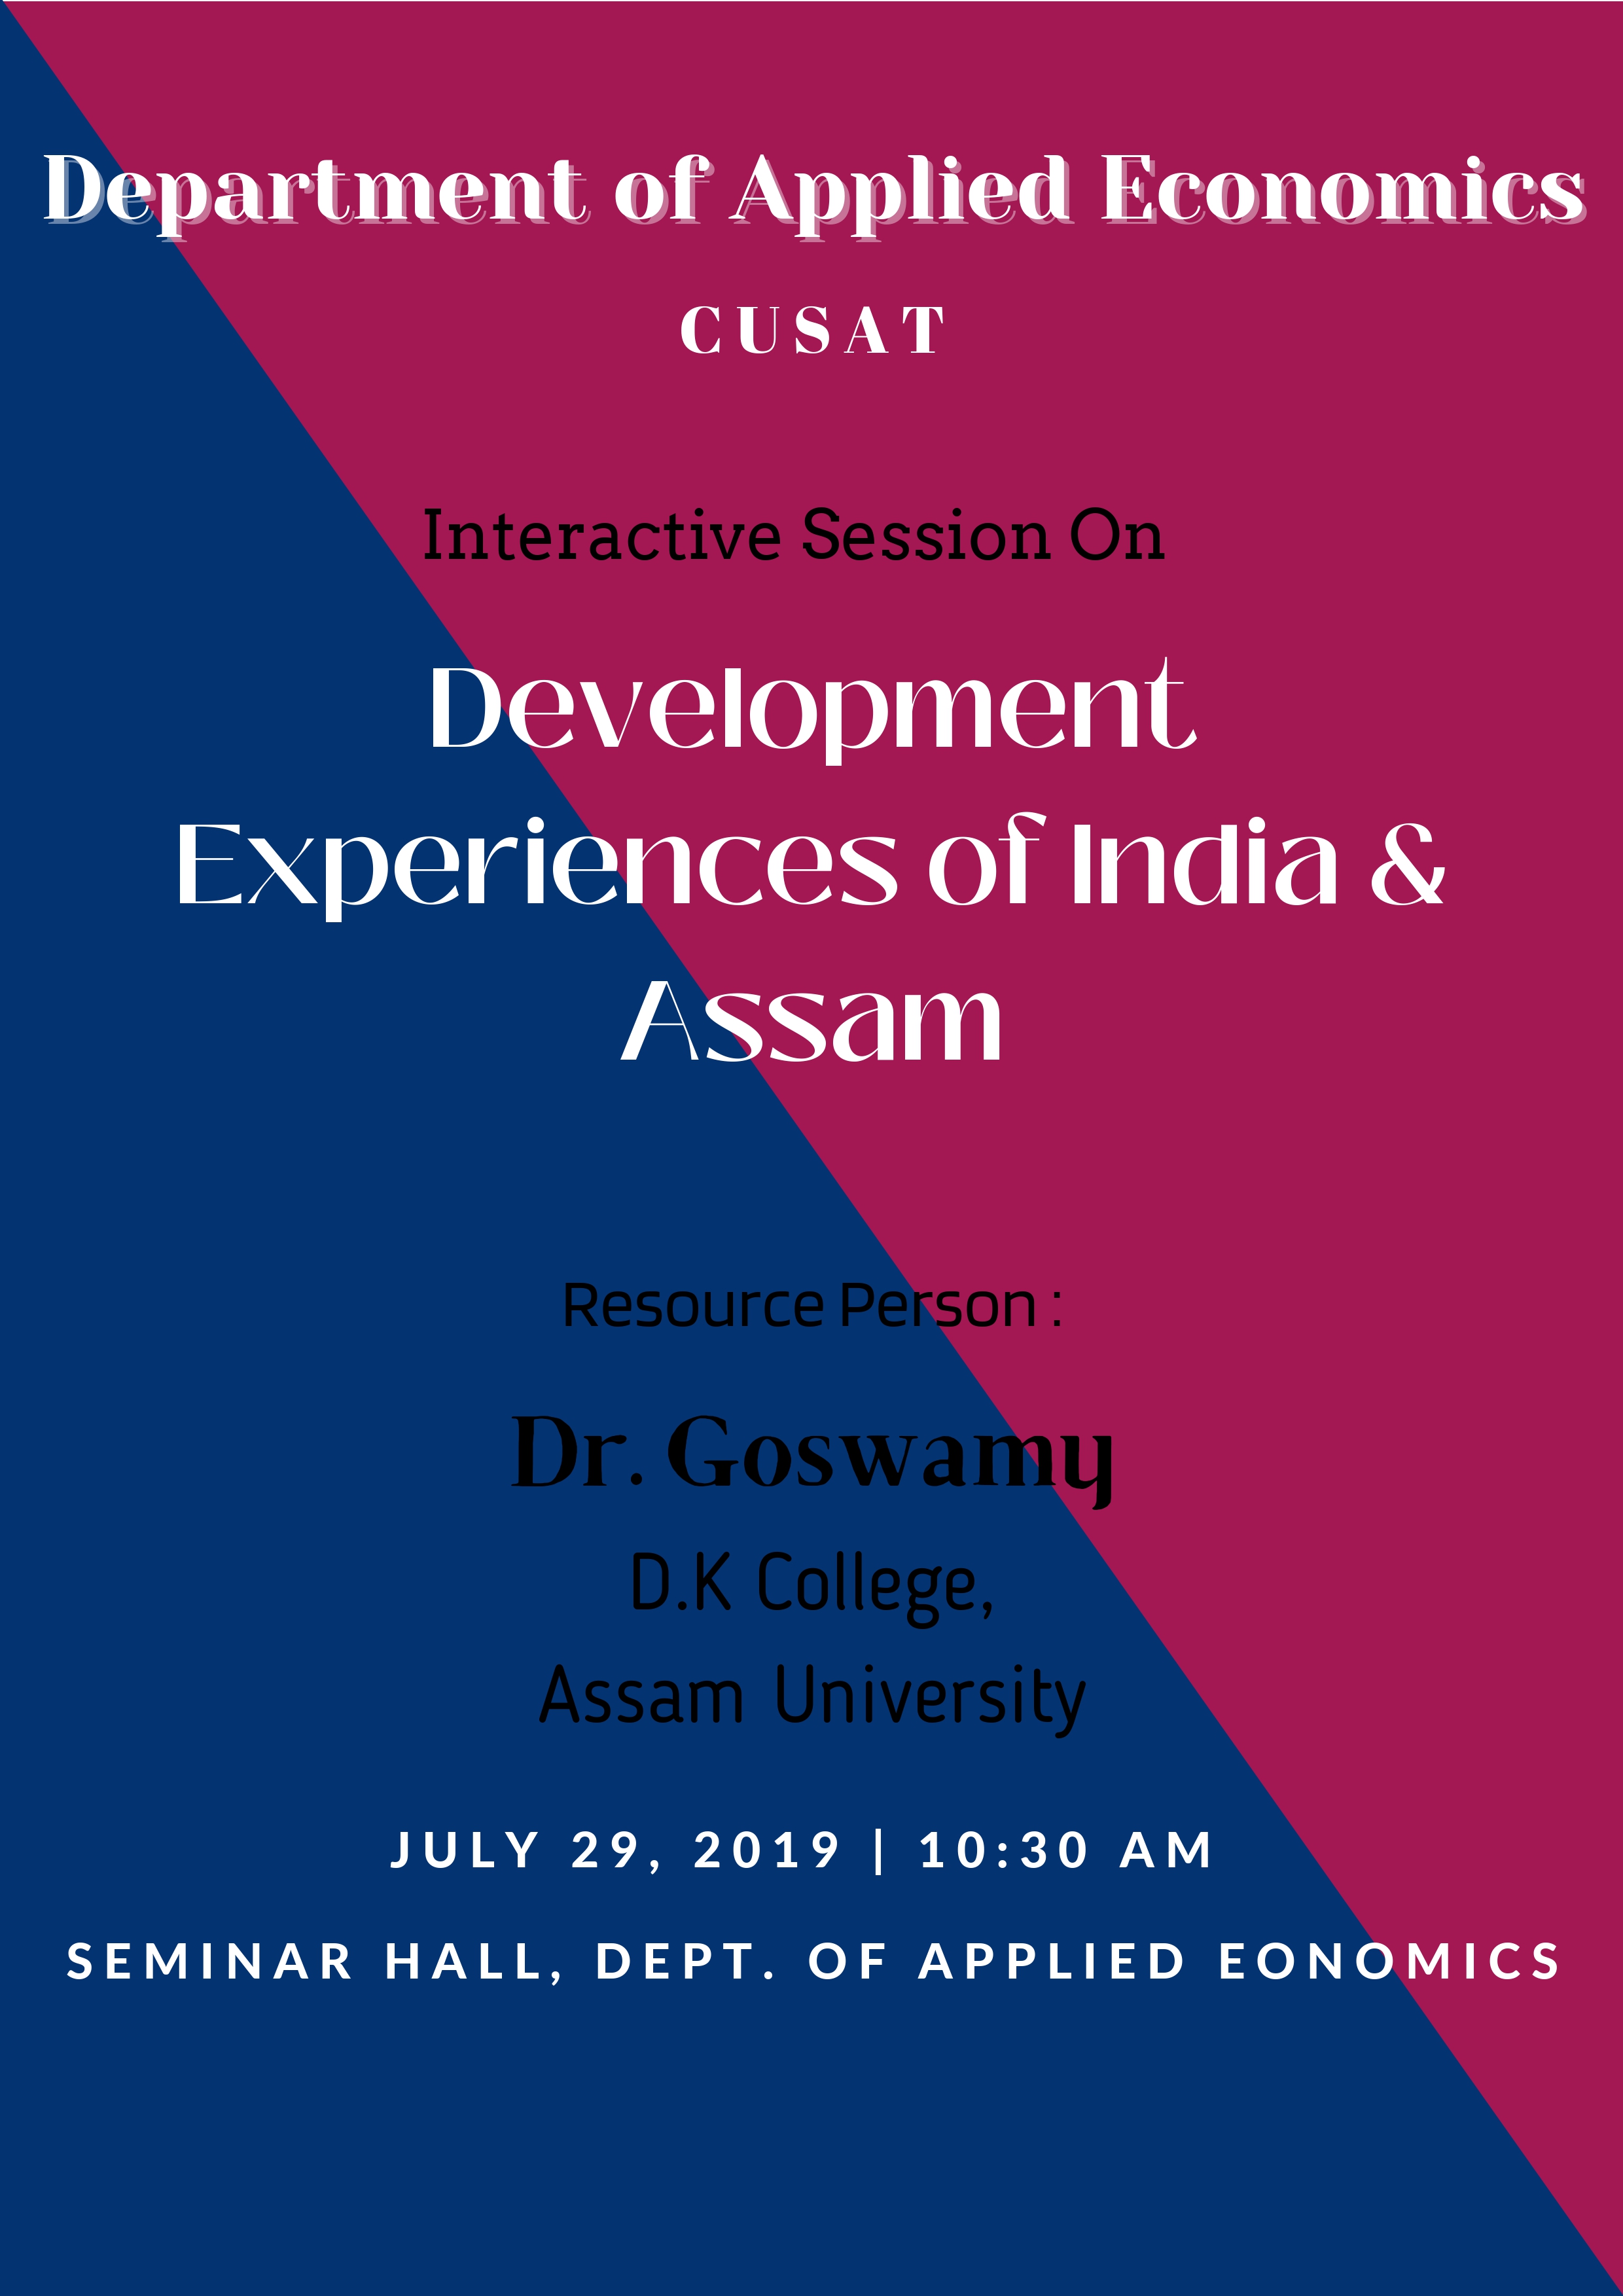 Department of Applied Economics
CUSAT
Interactive Session On
Development
Experiences of India &
Assam
Resource Person :
Dr. Goswamy
D.K College,
Assam University
JULY 29, 2019 | 10:30 AM
SEMINAR HALL, DEPT. OF APPLIED EONOMICS